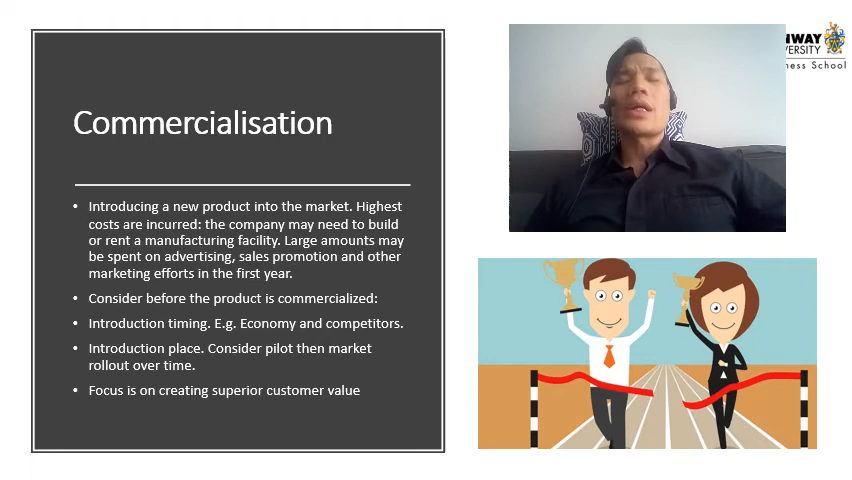 Commercialisation
• Introducing a new product into the market. Highest
costs are incurred: the company may need to build
or rent a manufacturing facility. Large amounts may
be spent on advertising, sales promotion and other
marketing efforts in the first year.
• Consider before the product is commercialized:
• Introduction timing. E.g. Economy and competitors.
• Introduction place. Consider pilot then market
rollout over time.
• Focus is on creating superior customer value
NWAY
VERSITY
ness School